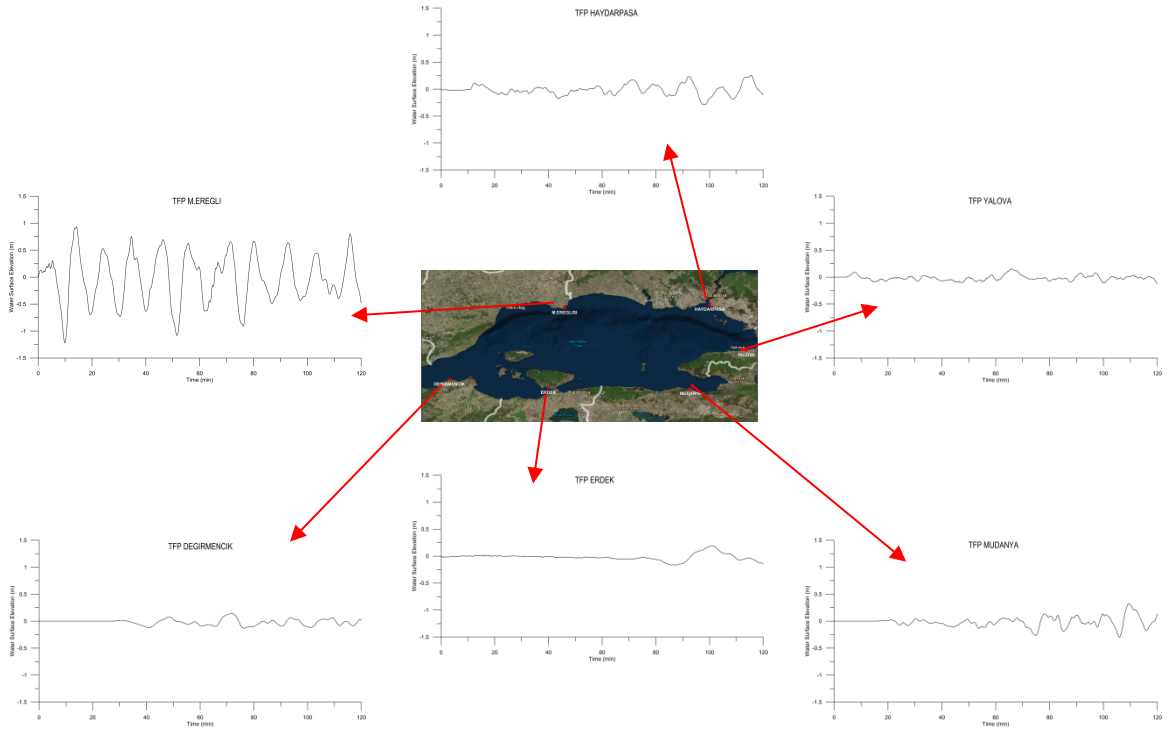 TFP HAYDARPASA
Water Surface Elevation (m)
1.5
1
0.5
0
-0.5
-1
-1.5
0 20 40 60 80 100 120
Time (min)
TFP M.EREGLI
Water Surface Elevation (m)
1.5
1
0.5
0
-0.5
-1
-1.5
0 20 40 60 80 100 120
Time (min)
TFP YALOVA
Water Surface Elevation (m)
1.5
1
0.5
0
-0.5
-1
-1.5
0 20 40 60 80 100 120
Time (min)
M.EREGLISI
HAYDARPASA
YALOVA
DEGIRMENCIK
ERDEK
MUDANYA
TFP ERDEK
Water Surface Elevation (m)
1.5
1
0.5
0
-0.5
-1
-1.5
0 20 40 60 80 100 120
Time (min)
TFP DEGIRMENCIK
Water Surface Elevation (m)
1.5
1
0.5
0
-0.5
-1
-1.5
0 20 40 60 80 100 120
Time (min)
TFP MUDANYA
Water Surface Elevation (m)
1.5
1
0.5
0
-0.5
-1
-1.5
0 20 40 60 80 100 120
Time (min)